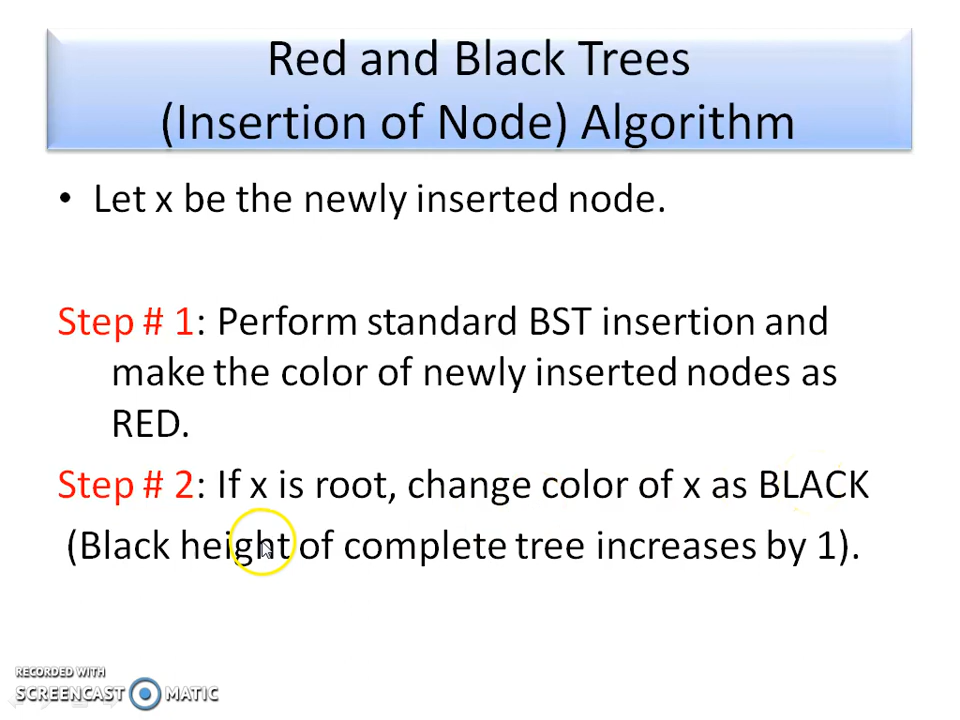 Red and Black Trees
(Insertion of Node) Algorithm
• Let x be the newly inserted node.
Step # 1: Perform standard BST insertion and
make the color of newly inserted nodes as
RED.
Step # 2: If x is root, change color of x as BLACK
(Black height of complete tree increases by 1).
RECORDED WITH
SCREENCAST MATIC